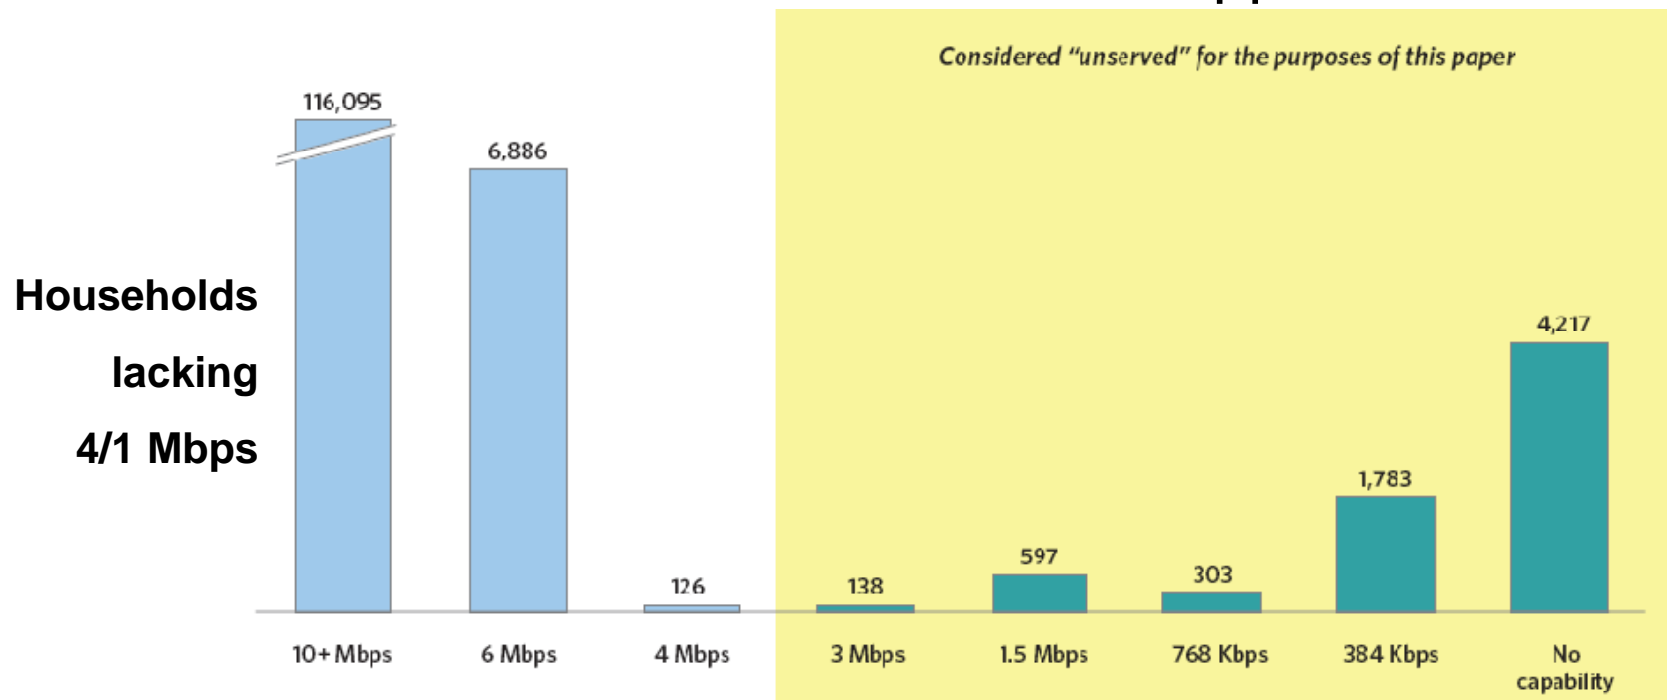 Considered "unserved" for the purposes of this paper
116,095
6,886
126
138
597
303
1,783
4,217
Households
lacking
4/1 Mbps
10+ Mbps
6 Mbps
4 Mbps
3 Mbps
1.5 Mbps
768 Kbps
384 Kbps
No
capability